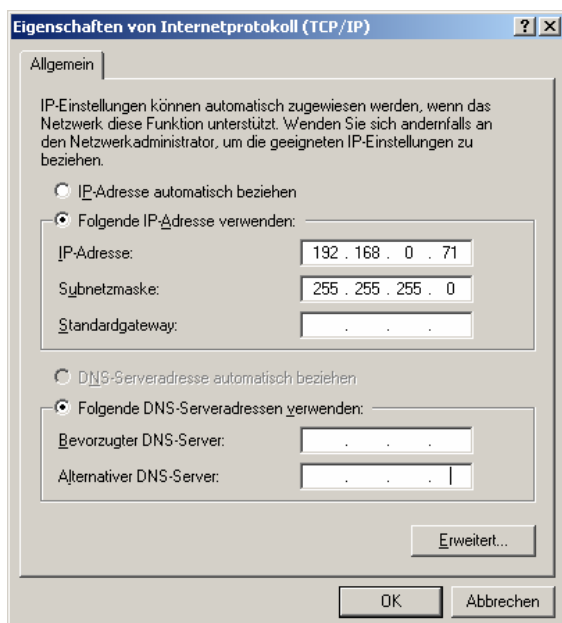 Eigenschaften von Internetprotokoll (TCP/IP)
Allgemein
IP-Einstellungen können automatisch zugewiesen werden, wenn das
Netzwerk diese Funktion unterstützt. Wenden Sie sich andernfalls an
den Netzwerkadministrator, um die geeigneten IP-Einstellungen zu
beziehen.
IP-Adresse automatisch beziehen
Folgende IP-Adresse verwenden:
IP-Adresse: 192 . 168 . 0 . 71
Subnetzmaske: 255 . 255 . 255 . 0
Standardgateway: . . .
DNS-Serveradresse automatisch beziehen
Folgende DNS-Serveradressen verwenden:
Bevorzugter DNS-Server: . . .
Alternativer DNS-Server: . . .
Erweitert...
OK Abbrechen